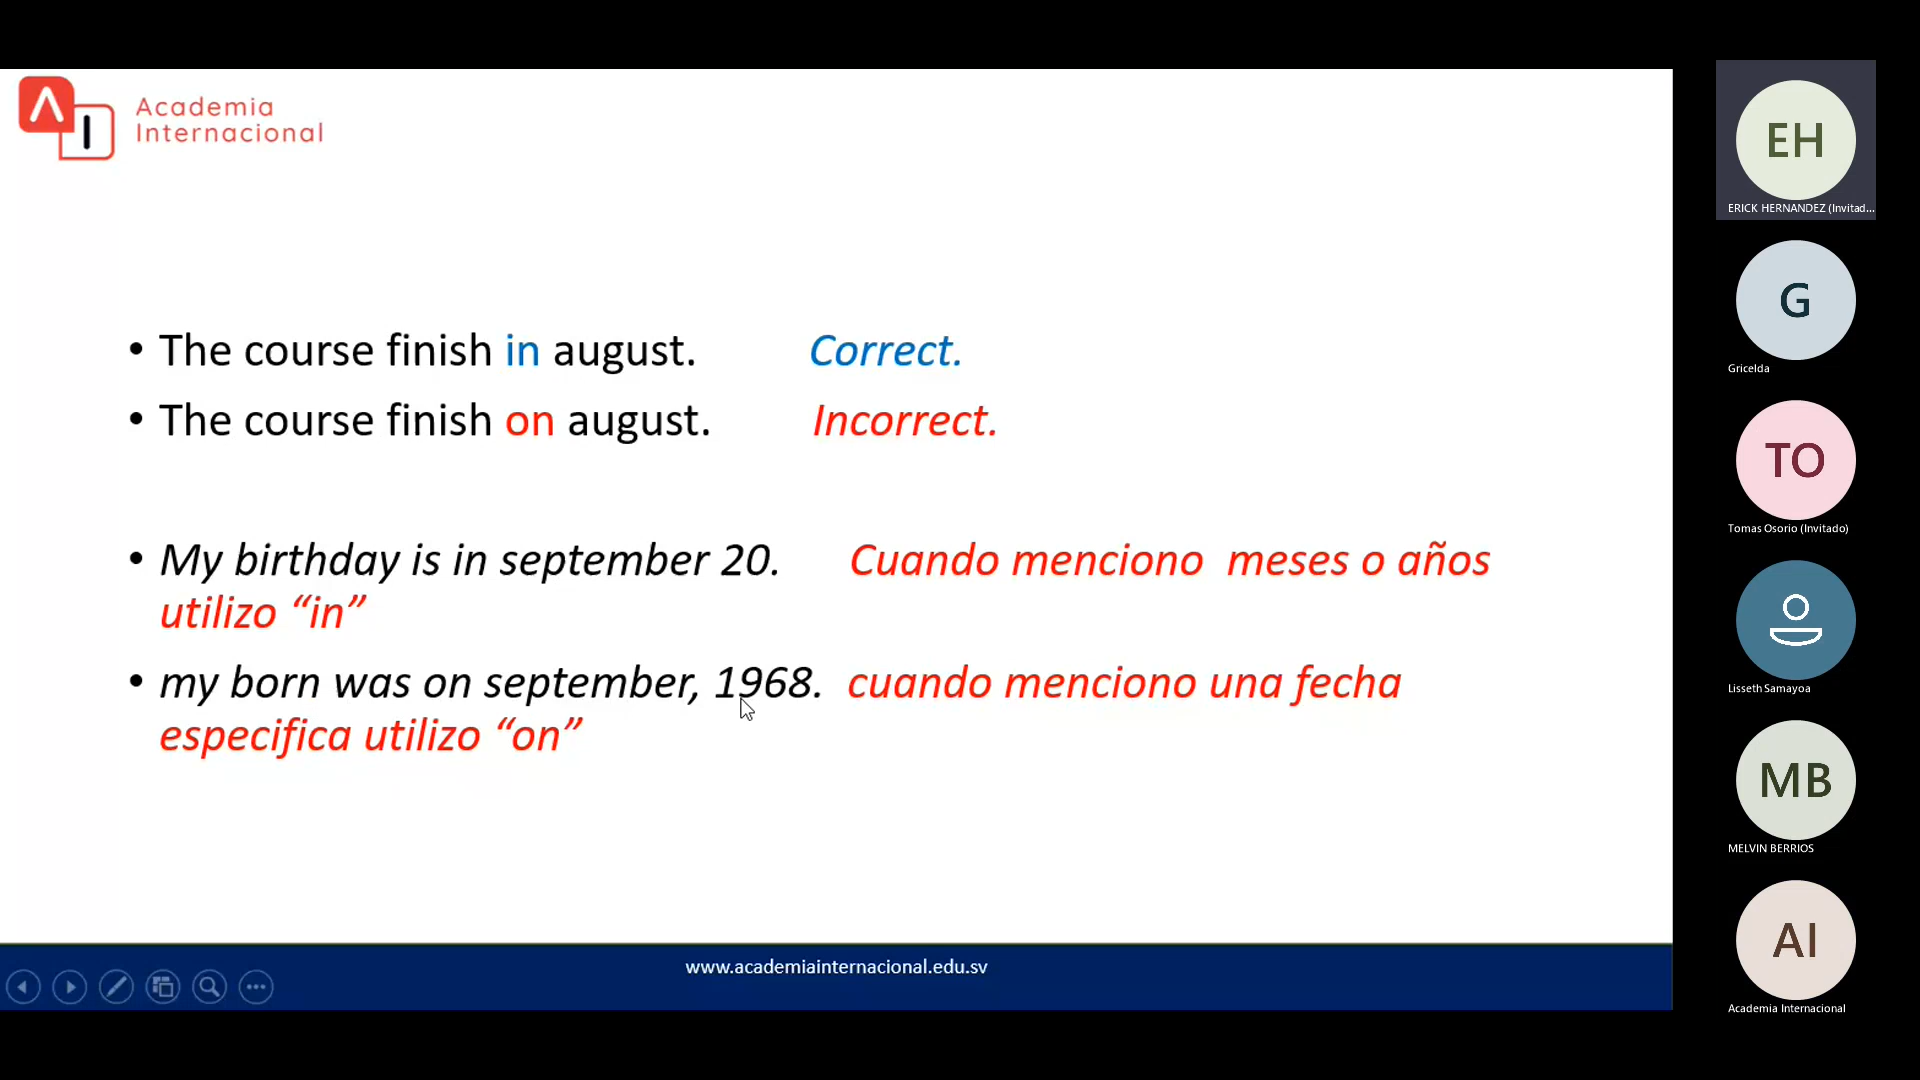 Academia
Internacional
• The course finish in august. Correct.
• The course finish on august. Incorrect.
• My birthday is in september 20. Cuando menciono meses o años
utilizo “in”
• my born was on september, 1968. cuando menciono una fecha
especifica utilizo “on”
www.academiainternacional.edu.sv
EH
ERICK HERNANDEZ (Invitad...
G
Gricelda
TO
Tomas Osorio (Invitado)
Lisseth Samayoa
MB
MELVIN BERRIOS
AI
Academia Internacional